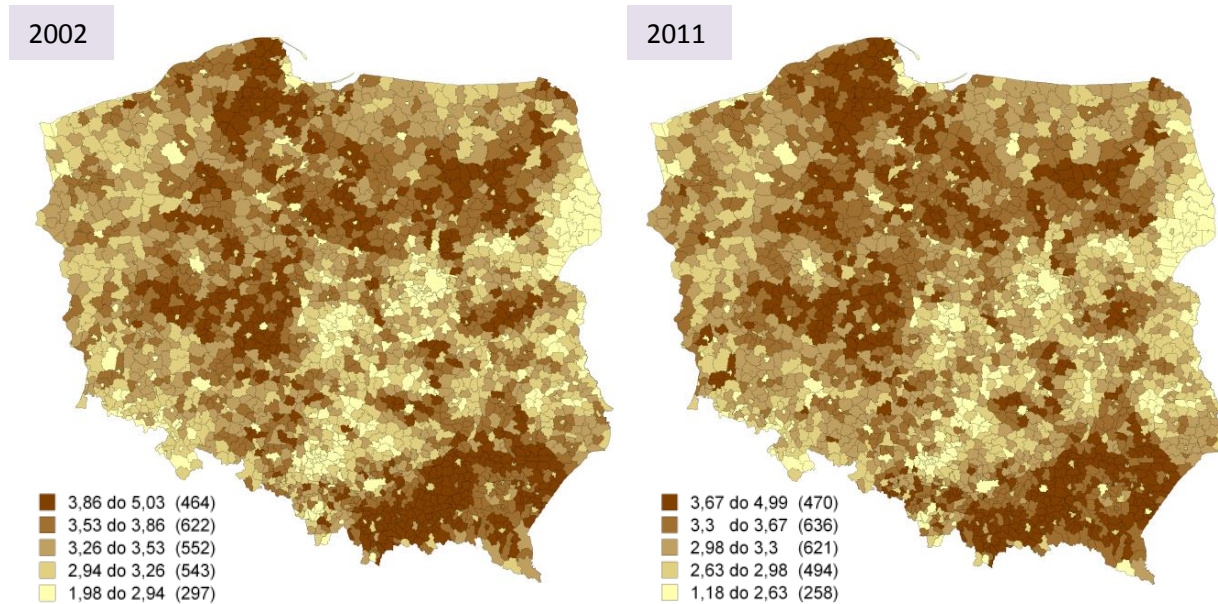 2002
2011
3,86 do 5,03 (464)
3,53 do 3,86 (622)
3,26 do 3,53 (552)
2,94 do 3,26 (543)
1,98 do 2,94 (297)
3,67 do 4,99 (470)
3,3 do 3,67 (636)
2,98 do 3,3 (621)
2,63 do 2,98 (494)
1,18 do 2,63 (258)